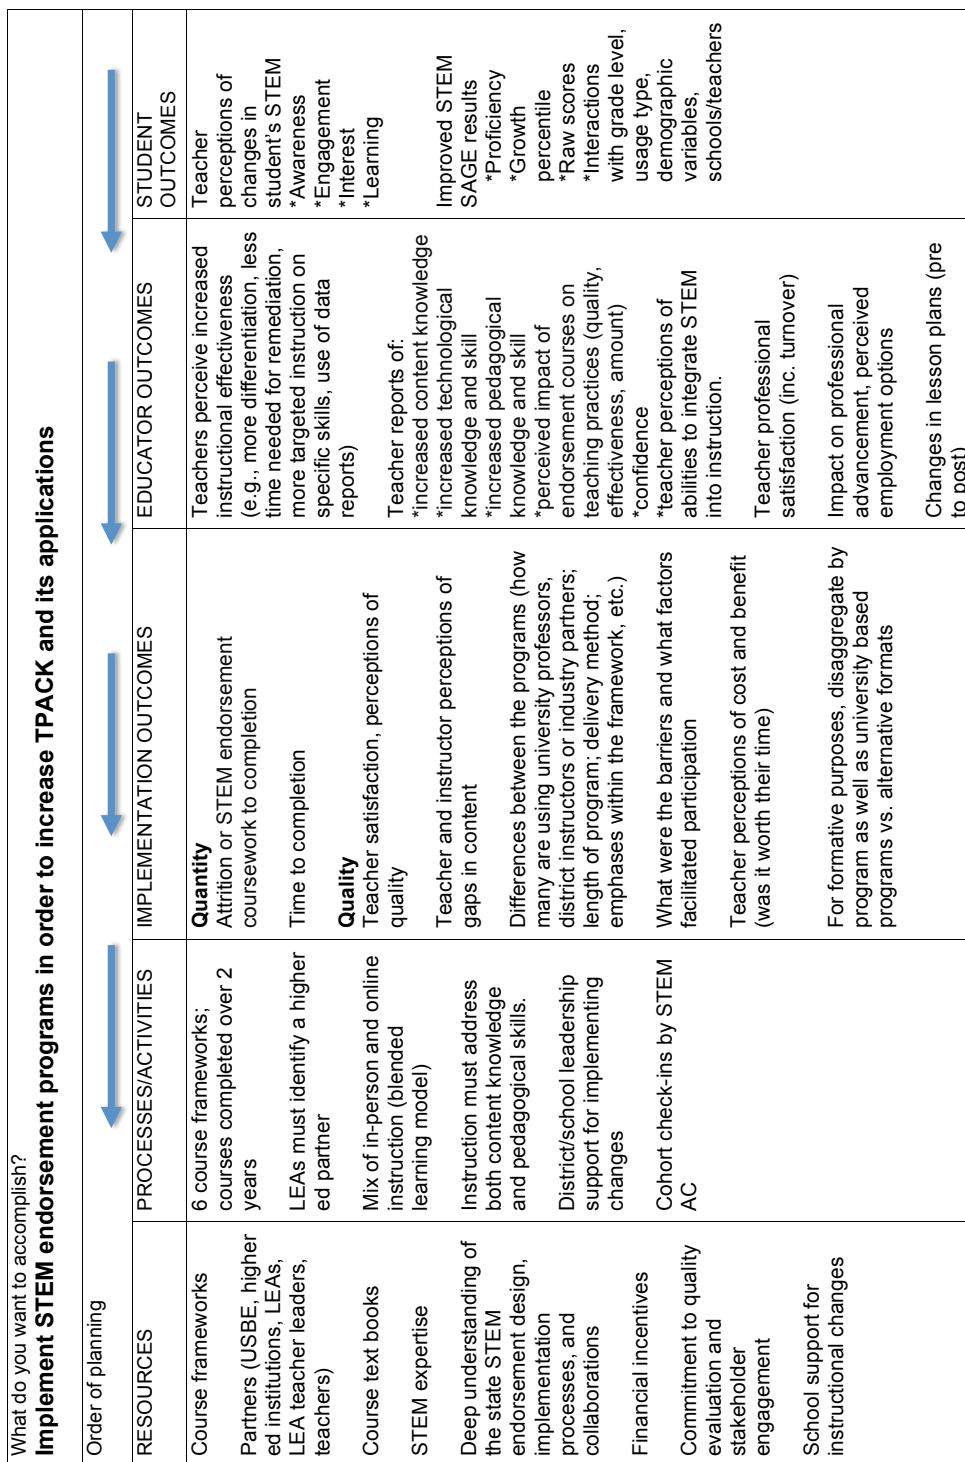 What do you want to accomplish?
Implement STEM endorsement programs in order to increase TPACK and its applications
Order of planning
RESOURCES
Course frameworks
Partners (USBE, higher
ed institutions, LEAs,
LEA teacher leaders,
teachers)
Course text books
STEM expertise
Deep understanding of
the state STEM
endorsement design,
implementation
processes, and
collaborations
Financial incentives
Commitment to quality
evaluation and
stakeholder
engagement
School support for
instructional changes
PROCESSES/ACTIVITIES
6 course frameworks;
courses completed over 2
years
LEAs must identify a higher
ed partner
Mix of in-person and online
instruction (blended
learning model)
Instruction must address
both content knowledge
and pedagogical skills.
District/school leadership
support for implementing
changes
Cohort check-ins by STEM
AC
IMPLEMENTATION OUTCOMES
Quantity
Attrition or STEM endorsement
coursework to completion
Time to completion
Quality
Teacher satisfaction, perceptions of
quality
Teacher and instructor perceptions of
gaps in content
Differences between the programs (how
many are using university professors,
district instructors or industry partners;
length of program; delivery method;
emphases within the framework, etc.)
What were the barriers and what factors
facilitated participation
Teacher perceptions of cost and benefit
(was it worth their time)
For formative purposes, disaggregate by
program as well as university based
programs vs. alternative formats
EDUCATOR OUTCOMES
Teachers perceive increased
instructional effectiveness
(e.g., more differentiation, less
time needed for remediation,
more targeted instruction on
specific skills, use of data
reports)
Teacher reports of:
*increased content knowledge
*increased technological
knowledge and skill
*increased pedagogical
knowledge and skill
*perceived impact of
endorsement courses on
teaching practices (quality,
effectiveness, amount)
*confidence
*teacher perceptions of
abilities to integrate STEM
into instruction.
Teacher professional
satisfaction (inc. turnover)
Impact on professional
advancement, perceived
employment options
Changes in lesson plans (pre
to post)
STUDENT
OUTCOMES
Teacher
perceptions of
changes in
student's STEM
*Awareness
*Engagement
*Interest
*Learning
Improved STEM
SAGE results
*Proficiency
*Growth
percentile
*Raw scores
*Interactions
with grade level,
usage type,
demographic
variables,
schools/teachers